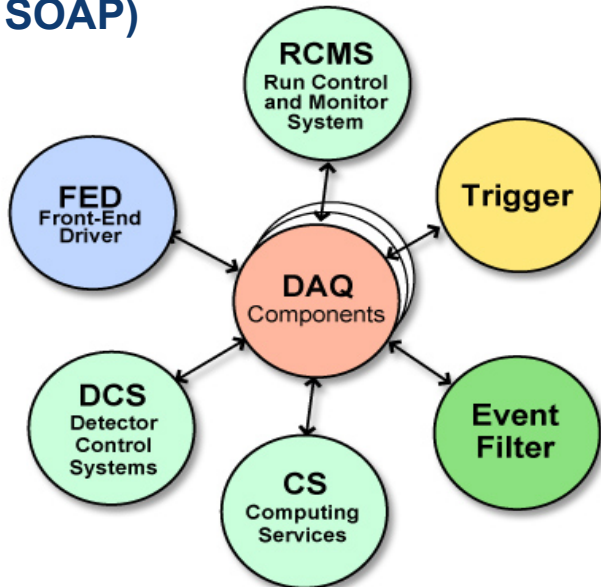 SOAP)
RCMS
Run Control
and Monitor
System
FED
Front-End
Driver
Trigger
DAQ
Components
DCS
Detector
Control
Systems
CS
Computing
Services
Event
Filter